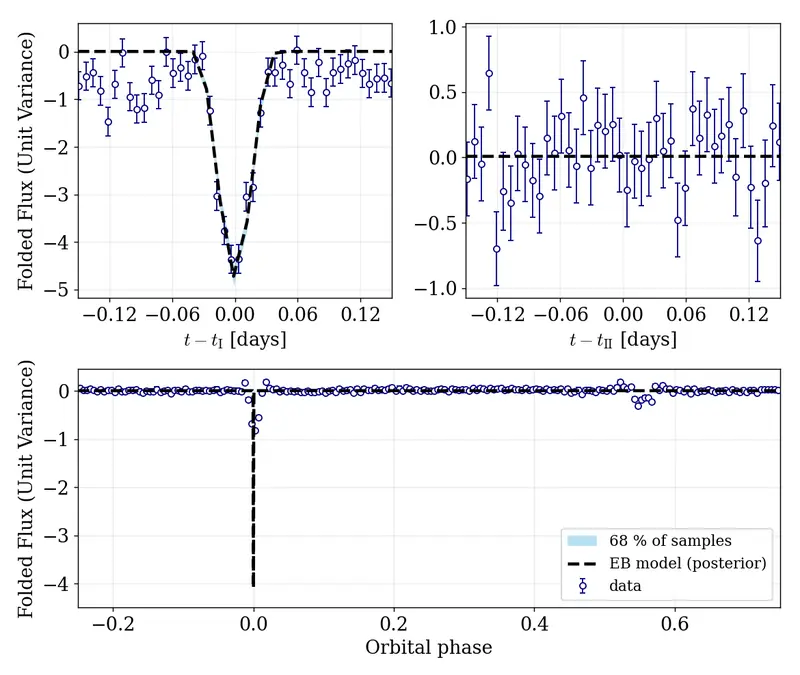 Folded Flux (Unit Variance)
0
−1
−2
−3
−4
−5
−0.12 −0.06 0.00 0.06 0.12
t − tI [days]
1.0
0.5
0.0
−0.5
−1.0
−0.12 −0.06 0.00 0.06 0.12
t − tII [days]
Folded Flux (Unit Variance)
0
−1
−2
−3
−4
−0.2 0.0 0.2 0.4 0.6
Orbital phase
68 % of samples
EB model (posterior)
data